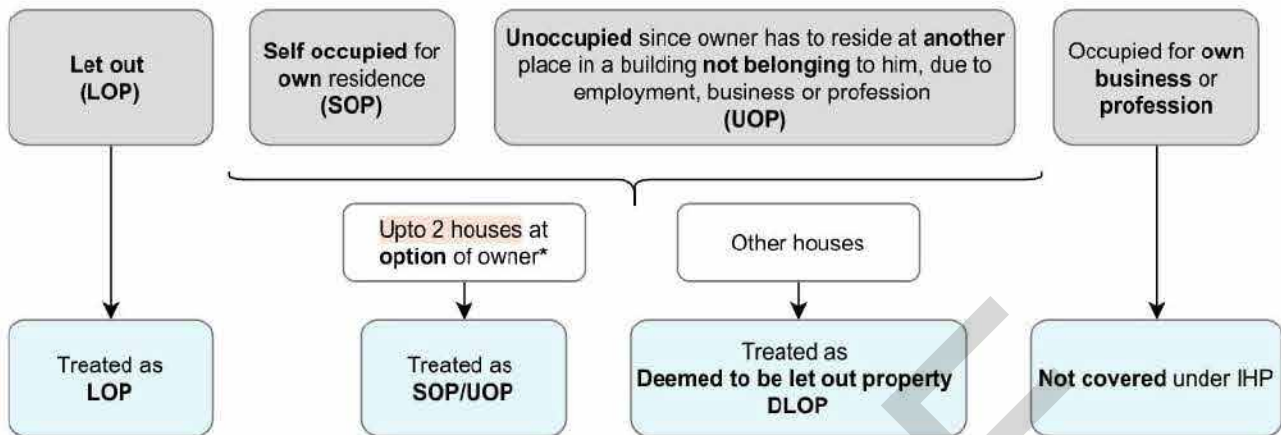 Let out
(LOP)
Self occupied for
own residence
(SOP)
Unoccupied since owner has to reside at another
place in a building not belonging to him, due to
employment, business or profession
(UOP)
Occupied for own
business or
profession
Upto 2 houses at
option of owner*
Other houses
Treated as
LOP
Treated as
SOP/UOP
Treated as
Deemed to be let out property
DLOP
Not covered under IHP